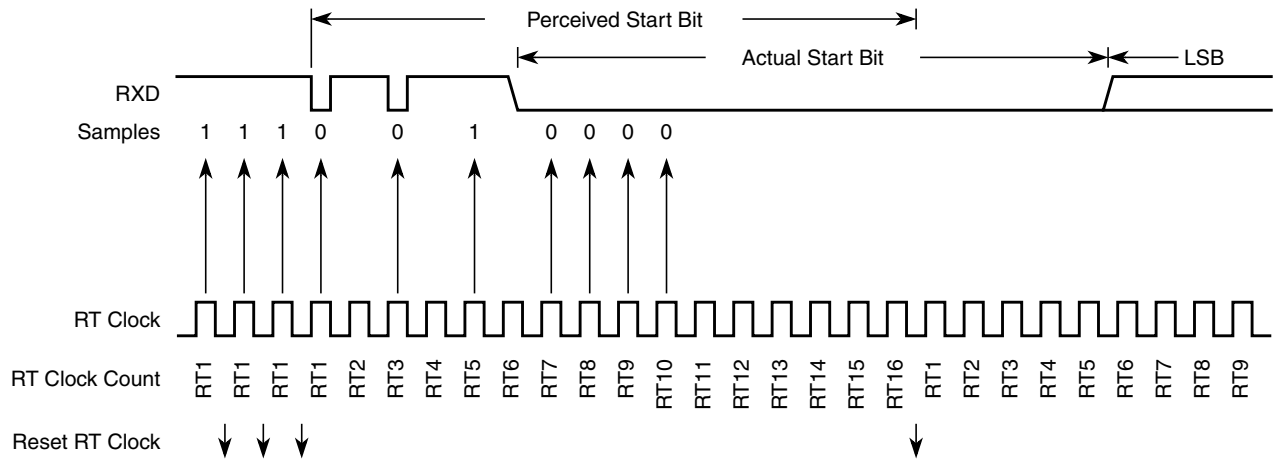 Perceived Start Bit
Actual Start Bit
LSB
RXD
Samples
1 1 1 0 0 1 0 0 0 0
RT Clock
RT Clock Count
RT1 RT1 RT1 RT1 RT2 RT3 RT4 RT5 RT6 RT7 RT8 RT9 RT10 RT11 RT12 RT13 RT14 RT15 RT16 RT1 RT2 RT3 RT4 RT5 RT6 RT7 RT8 RT9
Reset RT Clock